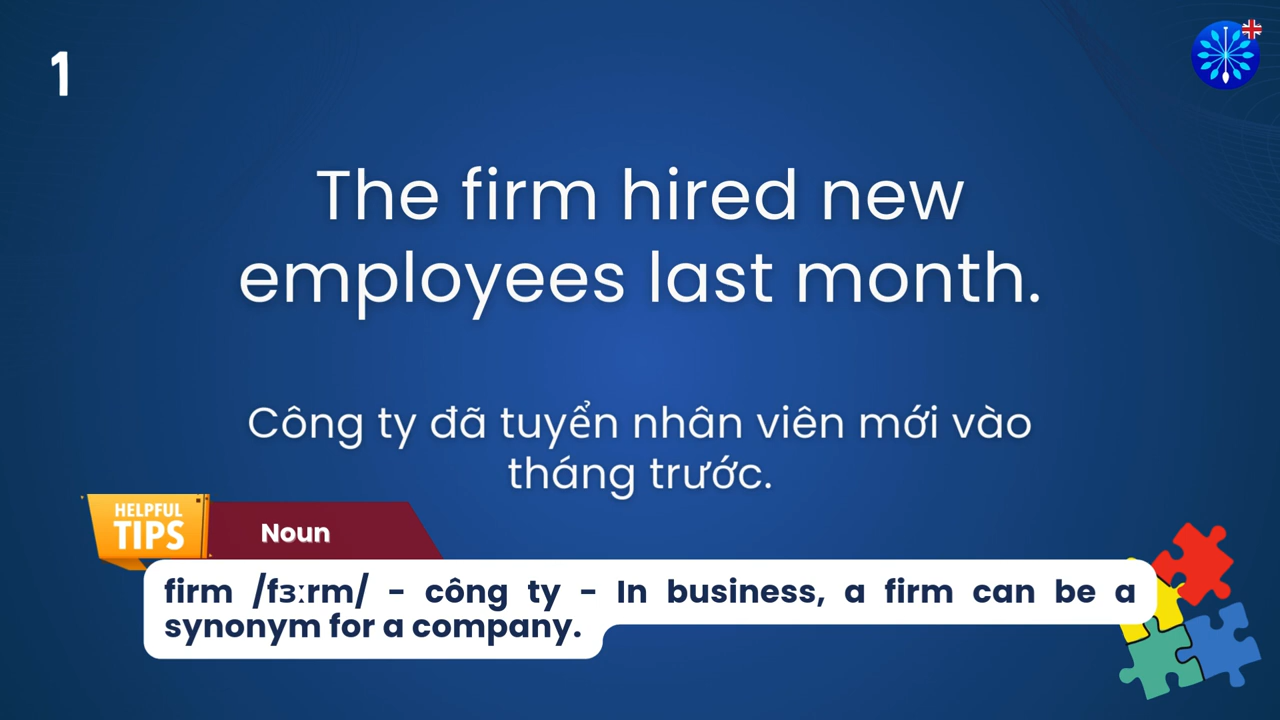 1
The firm hired new
employees last month.
Công ty đã tuyển nhân viên mới vào
tháng trước.
HELPFUL
TIPS
Noun
firm /fɜːrm/ - công ty - In business, a firm can be a
synonym for a company.